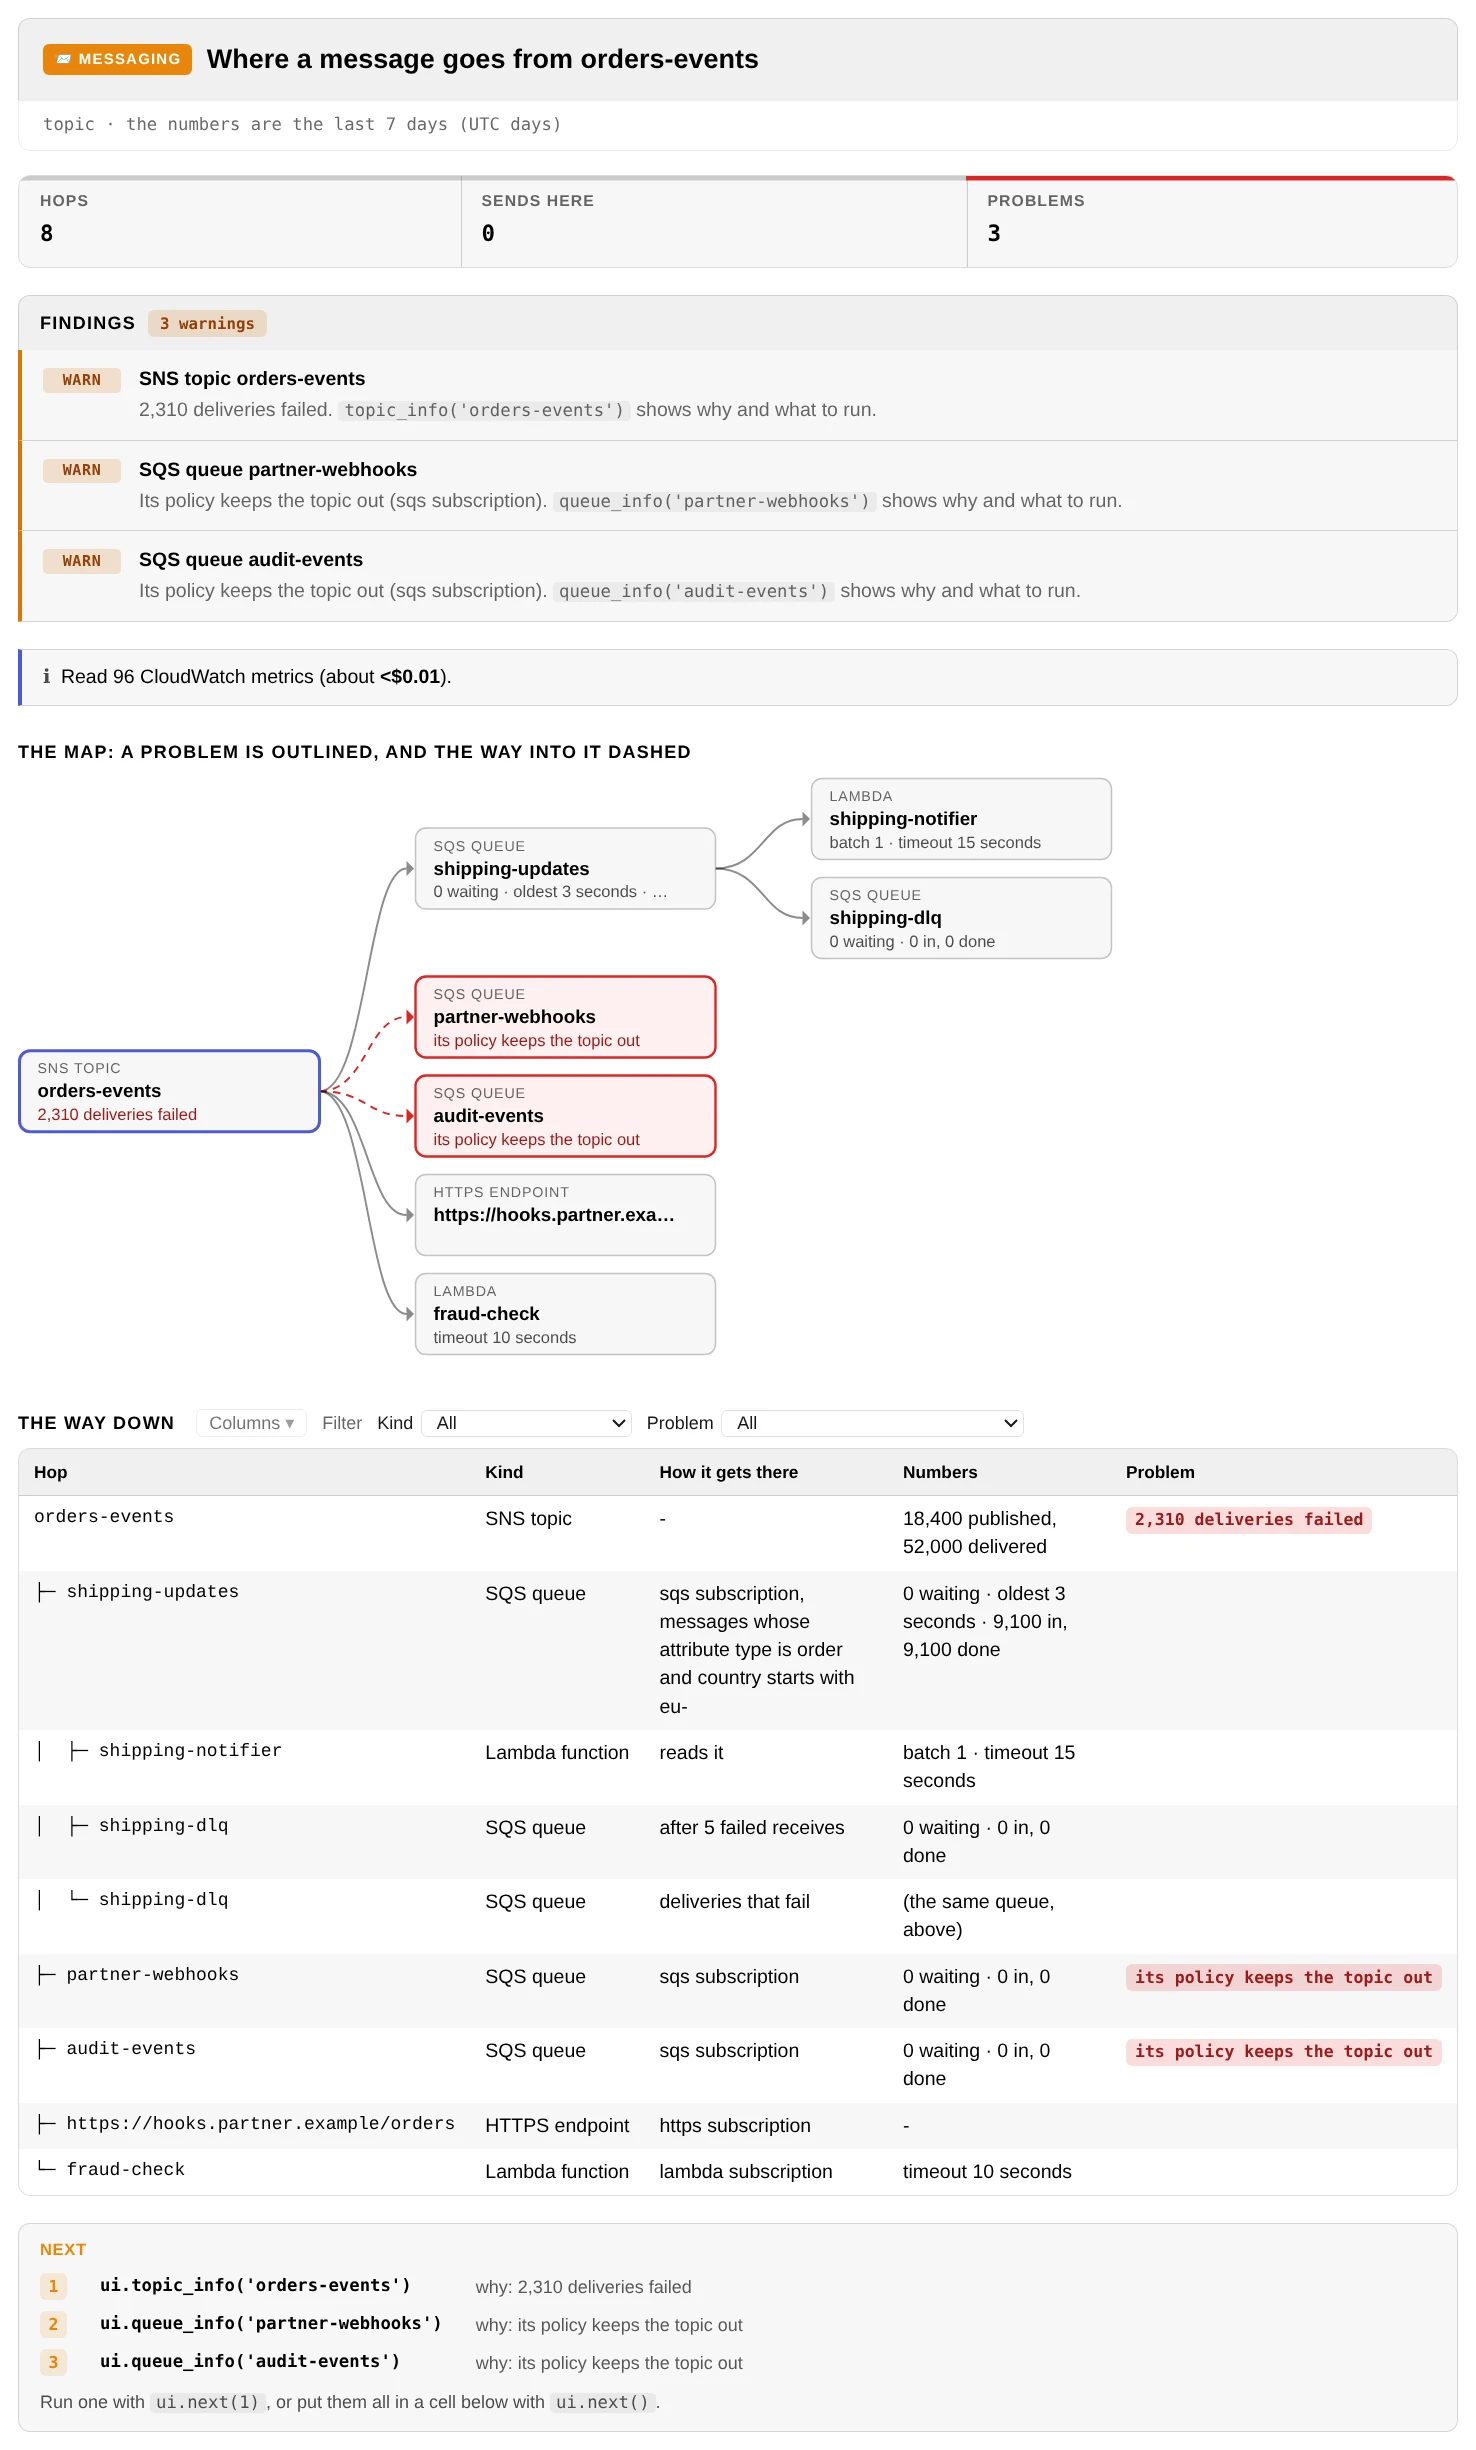 📨 MESSAGING Where a message goes from orders-events
topic · the numbers are the last 7 days (UTC days)
HOPS
8
SENDS HERE
0
PROBLEMS
3
FINDINGS 3 warnings
WARN SNS topic orders-events
2,310 deliveries failed. topic_info('orders-events') shows why and what to run.
WARN SQS queue partner-webhooks
Its policy keeps the topic out (sqs subscription). queue_info('partner-webhooks') shows why and what to run.
WARN SQS queue audit-events
Its policy keeps the topic out (sqs subscription). queue_info('audit-events') shows why and what to run.
ℹ Read 96 CloudWatch metrics (about <$0.01).
THE MAP: A PROBLEM IS OUTLINED, AND THE WAY INTO IT DASHED
SNS TOPIC
orders-events
2,310 deliveries failed
SQS QUEUE
shipping-updates
0 waiting · oldest 3 seconds · …
LAMBDA
shipping-notifier
batch 1 · timeout 15 seconds
SQS QUEUE
shipping-dlq
0 waiting · 0 in, 0 done
SQS QUEUE
partner-webhooks
its policy keeps the topic out
SQS QUEUE
audit-events
its policy keeps the topic out
HTTPS ENDPOINT
https://hooks.partner.exa…
LAMBDA
fraud-check
timeout 10 seconds
THE WAY DOWN Columns ▾ Filter Kind All Problem All
Hop Kind How it gets there Numbers Problem
orders-events SNS topic - 18,400 published, 2,310 deliveries failed
52,000 delivered
├─ shipping-updates SQS queue sqs subscription, 0 waiting · oldest 3
messages whose seconds · 9,100 in,
attribute type is order 9,100 done
and country starts with
eu-
│ ├─ shipping-notifier Lambda function reads it batch 1 · timeout 15
seconds
│ ├─ shipping-dlq SQS queue after 5 failed receives 0 waiting · 0 in, 0
done
│ └─ shipping-dlq SQS queue deliveries that fail (the same queue,
above)
├─ partner-webhooks SQS queue sqs subscription 0 waiting · 0 in, 0 its policy keeps the topic out
done
├─ audit-events SQS queue sqs subscription 0 waiting · 0 in, 0 its policy keeps the topic out
done
├─ https://hooks.partner.example/orders HTTPS endpoint https subscription -
└─ fraud-check Lambda function lambda subscription timeout 10 seconds
NEXT
1 ui.topic_info('orders-events') why: 2,310 deliveries failed
2 ui.queue_info('partner-webhooks') why: its policy keeps the topic out
3 ui.queue_info('audit-events') why: its policy keeps the topic out
Run one with ui.next(1), or put them all in a cell below with ui.next().